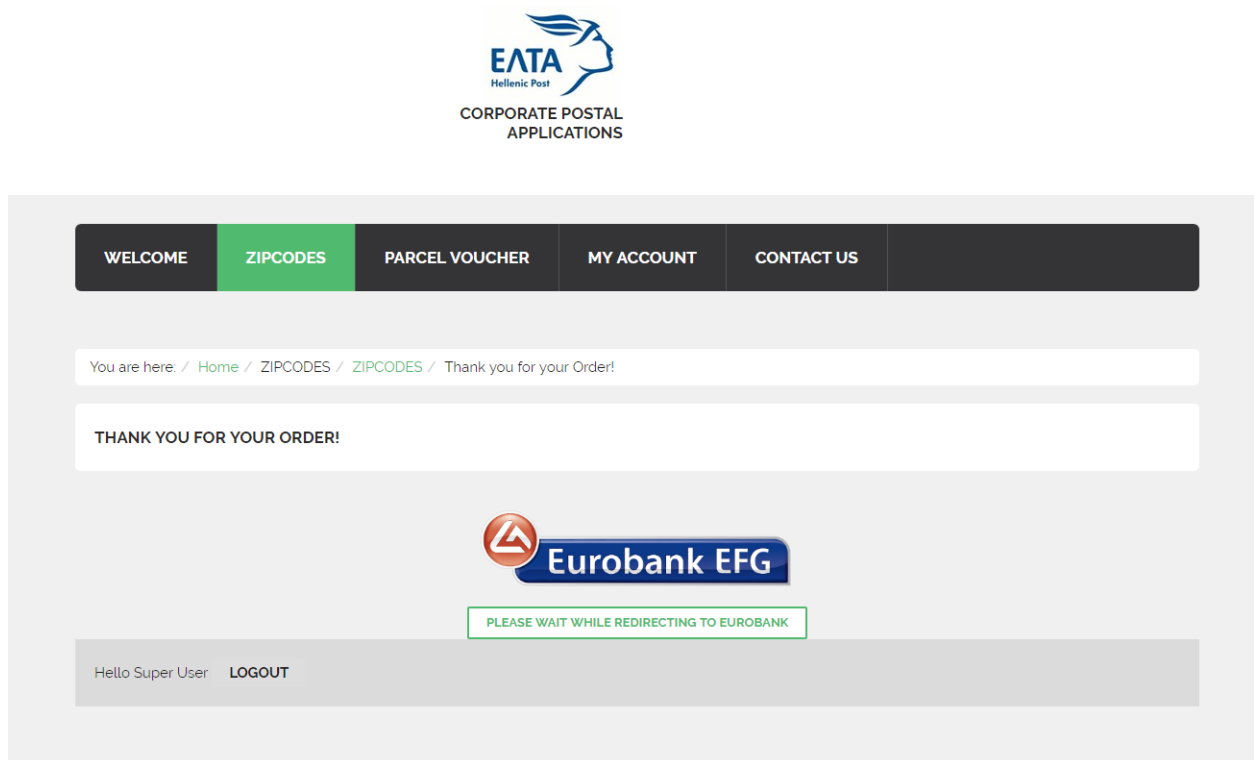 ΕΛΤΑ
Hellenic Post
CORPORATE POSTAL
APPLICATIONS
WELCOME ZIPCODES PARCEL VOUCHER MY ACCOUNT CONTACT US
You are here: / Home / ZIPCODES / ZIPCODES / Thank you for your Order!
THANK YOU FOR YOUR ORDER!
Eurobank EFG
PLEASE WAIT WHILE REDIRECTING TO EUROBANK
Hello Super User LOGOUT